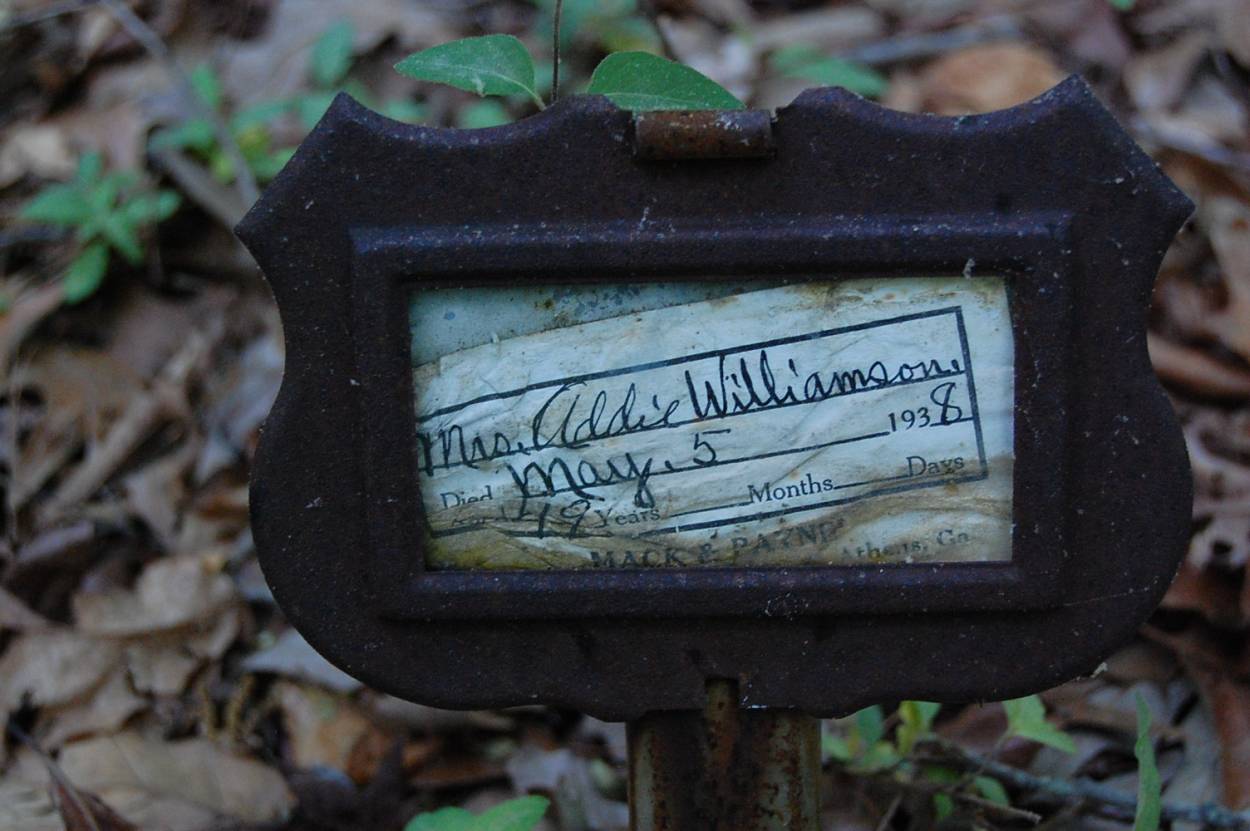 Mrs. Addie Williamson.
Died May. 5 1938
Years Months Days
MACK & PAYNE Athens, Ga